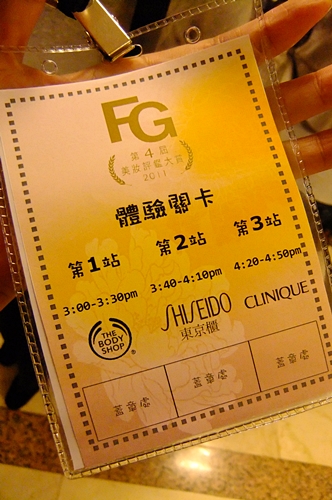 FG
第4屆
美妝評鑑大賞
2011
體驗關卡
第1站 第2站 第3站
3:00-3:30pm 3:40-4:10pm 4:20-4:50pm
THE BODY SHOP® SHISEIDO 東京櫃 CLINIQUE
蓋章處 蓋章處 蓋章處